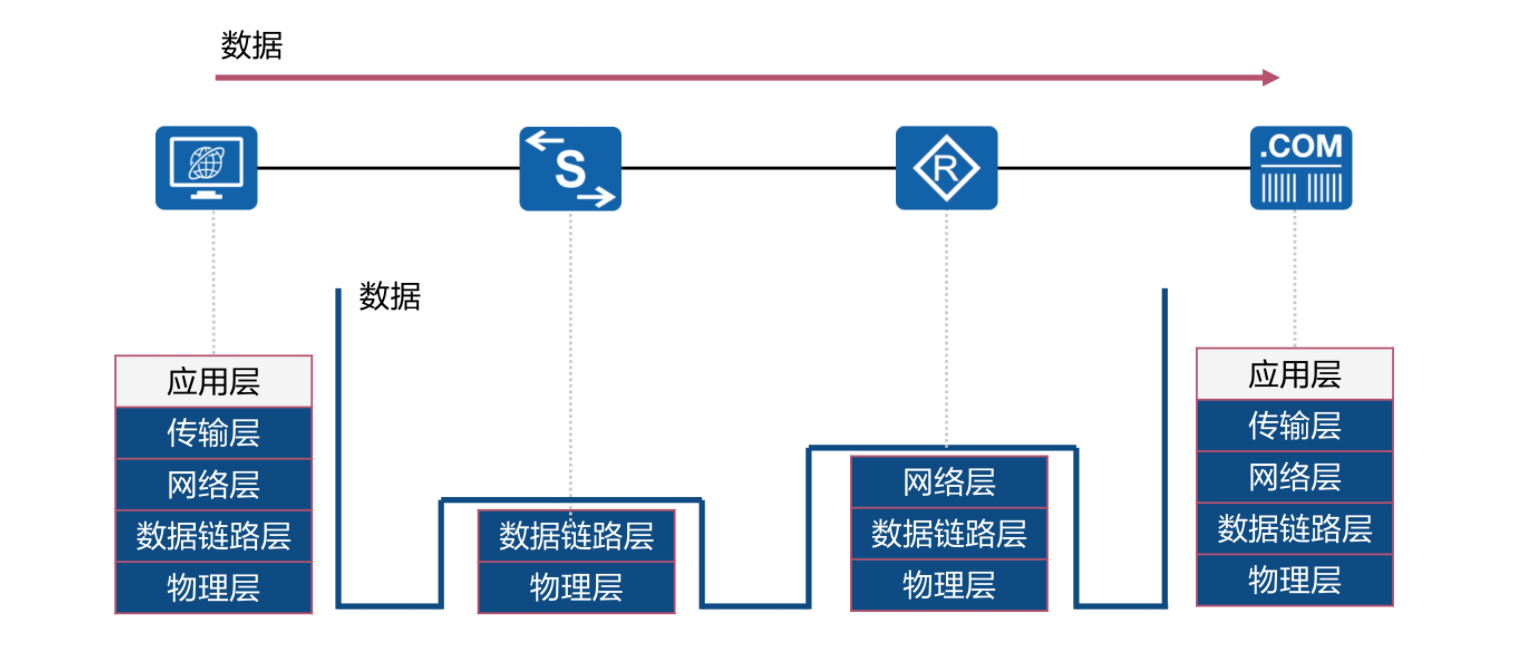 数据
S
R
.COM
数据
应用层
传输层
网络层
数据链路层
物理层
数据链路层
物理层
网络层
数据链路层
物理层
应用层
传输层
网络层
数据链路层
物理层